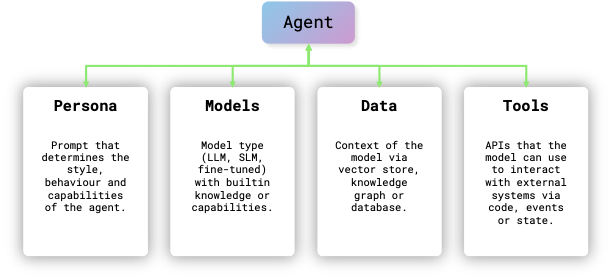 Agent
Persona
Prompt that
determines the
style,
behaviour and
capabilities
of the agent.
Models
Model type
(LLM, SLM,
fine-tuned)
with builtin
knowledge or
capabilities.
Data
Context of the
model via
vector store,
knowledge
graph or
database.
Tools
APIs that the
model can use
to interact
with external
systems via
code, events
or state.